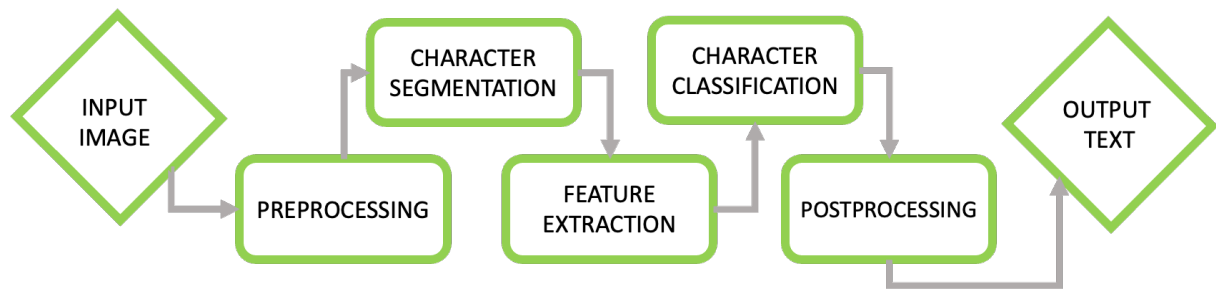 INPUT
IMAGE
PREPROCESSING
CHARACTER
SEGMENTATION
FEATURE
EXTRACTION
CHARACTER
CLASSIFICATION
POSTPROCESSING
OUTPUT
TEXT